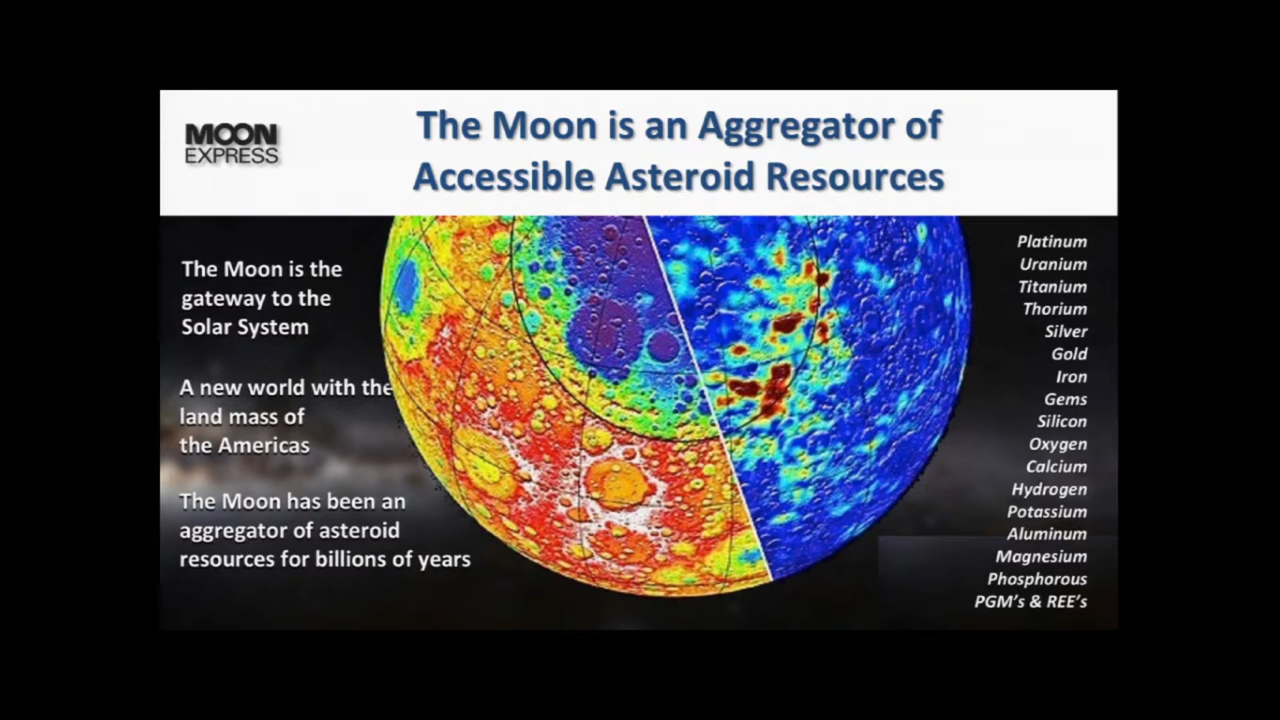 MOON
EXPRESS
The Moon is an Aggregator of
Accessible Asteroid Resources
The Moon is the
gateway to the
Solar System
A new world with the
land mass of
the Americas
The Moon has been an
aggregator of asteroid
resources for billions of years
Platinum
Uranium
Titanium
Thorium
Silver
Gold
Iron
Gems
Silicon
Oxygen
Calcium
Hydrogen
Potassium
Aluminum
Magnesium
Phosphorous
PGM's & REE's